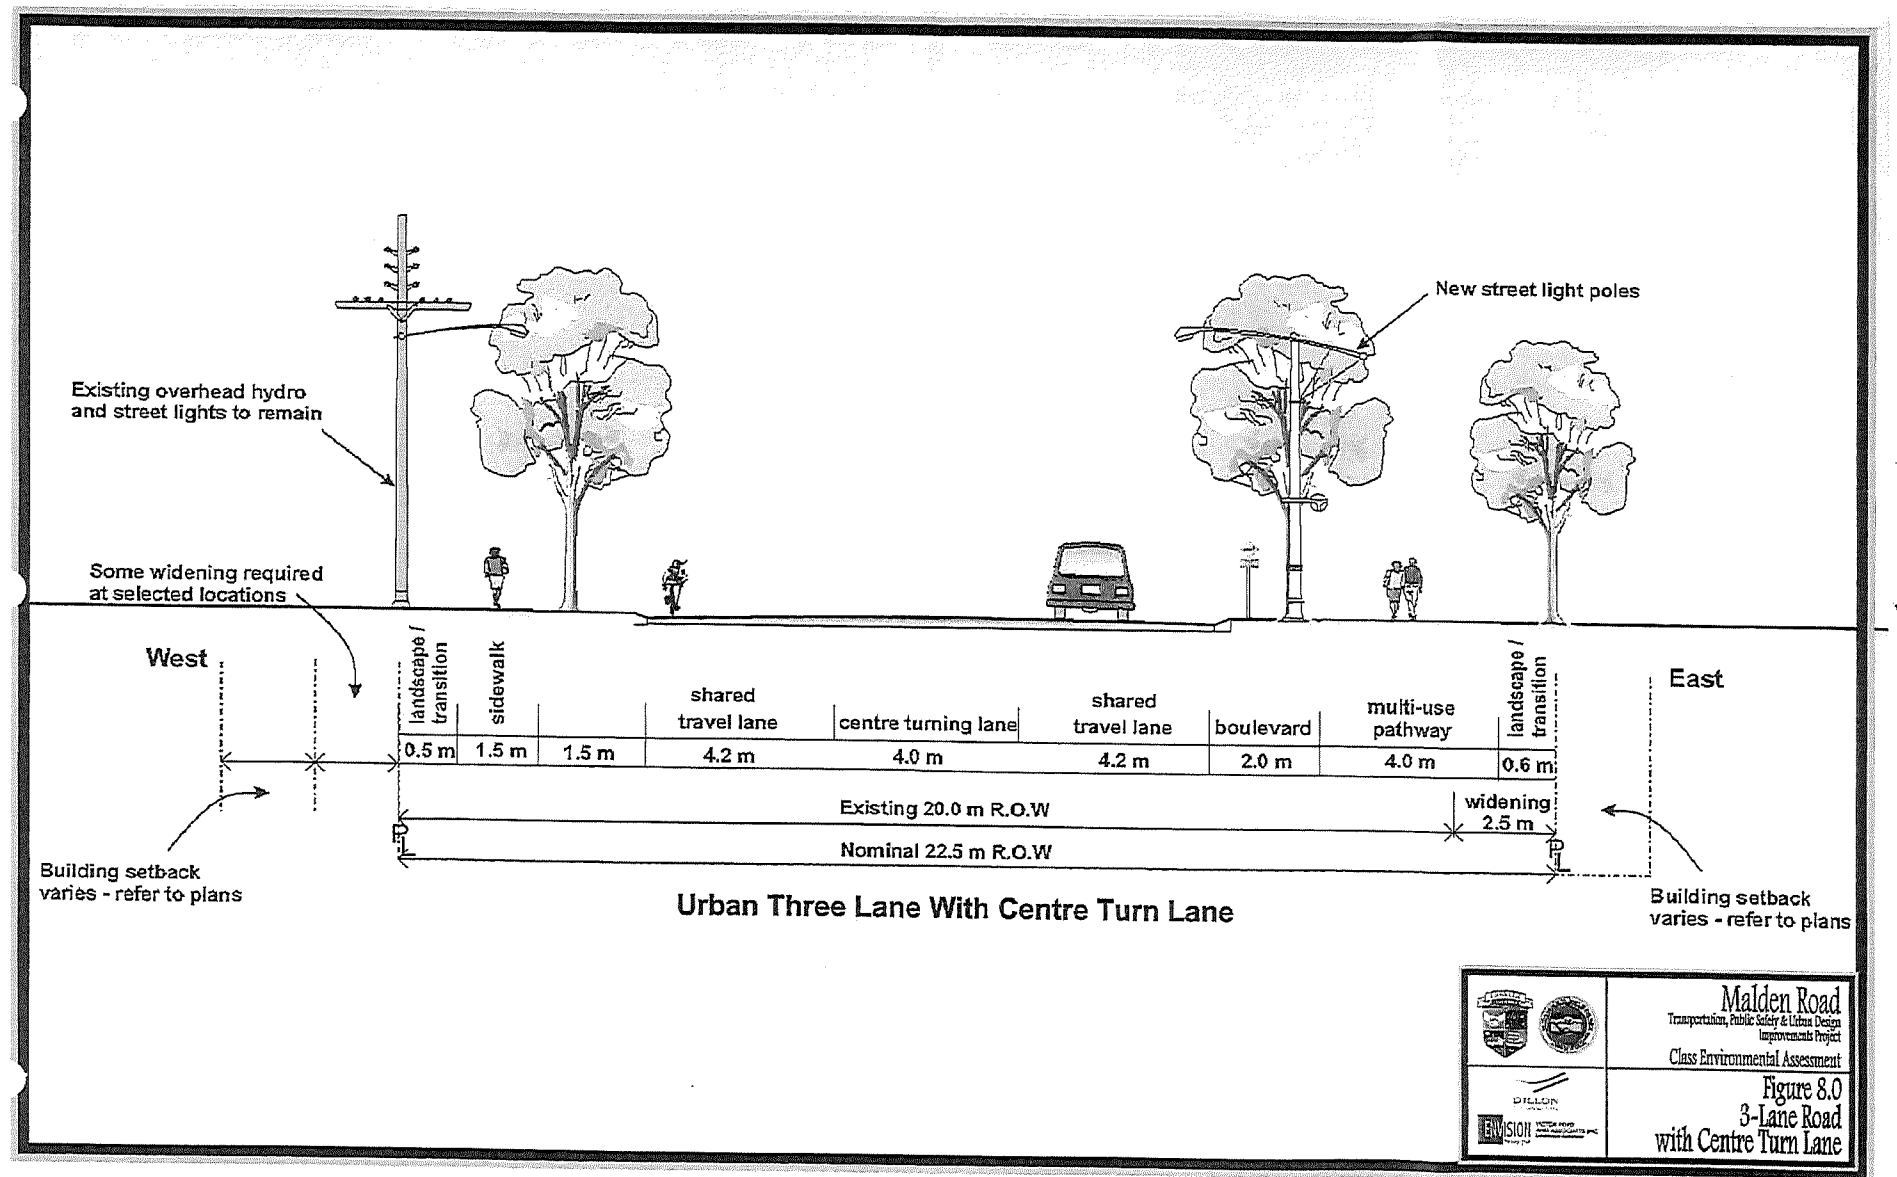 New street light poles
Existing overhead hydro
and street lights to remain
Some widening required
at selected locations
West
East
landscape /
transition
sidewalk
shared
travel lane
centre turning lane
shared
travel lane
boulevard
multi-use
pathway
landscape /
transition
0.5 m
1.5 m
1.5 m
4.2 m
4.0 m
4.2 m
2.0 m
4.0 m
0.6 m
Existing 20.0 m R.O.W
widening
2.5 m
Nominal 22.5 m R.O.W
PL
PL
Building setback
varies - refer to plans
Building setback
varies - refer to plans
Urban Three Lane With Centre Turn Lane
Malden Road
Transportation, Public Safety & Urban Design
Improvements Project
Class Environmental Assessment
DILLON
ENVISION
Figure 8.0
3-Lane Road
with Centre Turn Lane